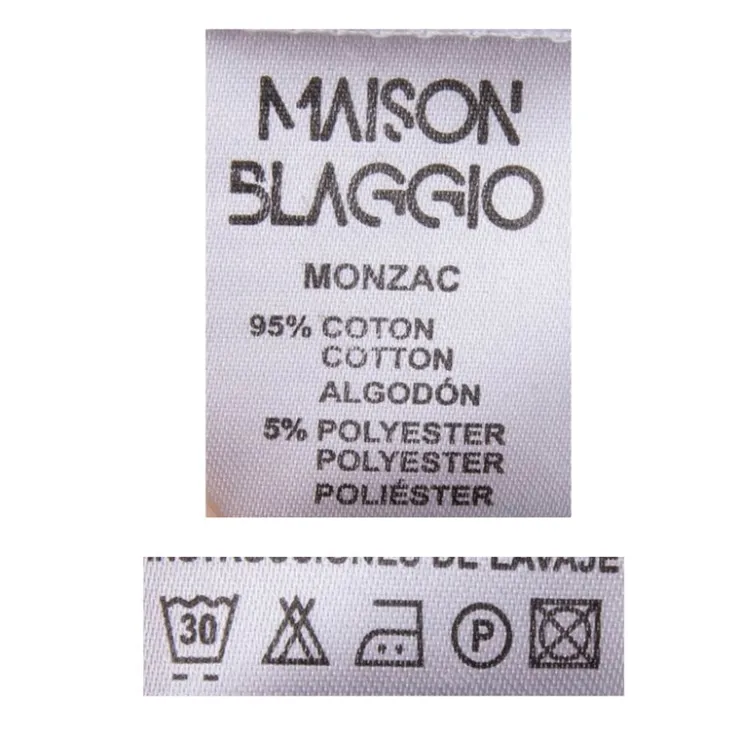 MAISON
BLAGGIO
MONZAC
95% COTON
COTTON
ALGODÓN
5% POLYESTER
POLYESTER
POLIÉSTER
INSTRUCCIONES DE LAVAJE
30
P